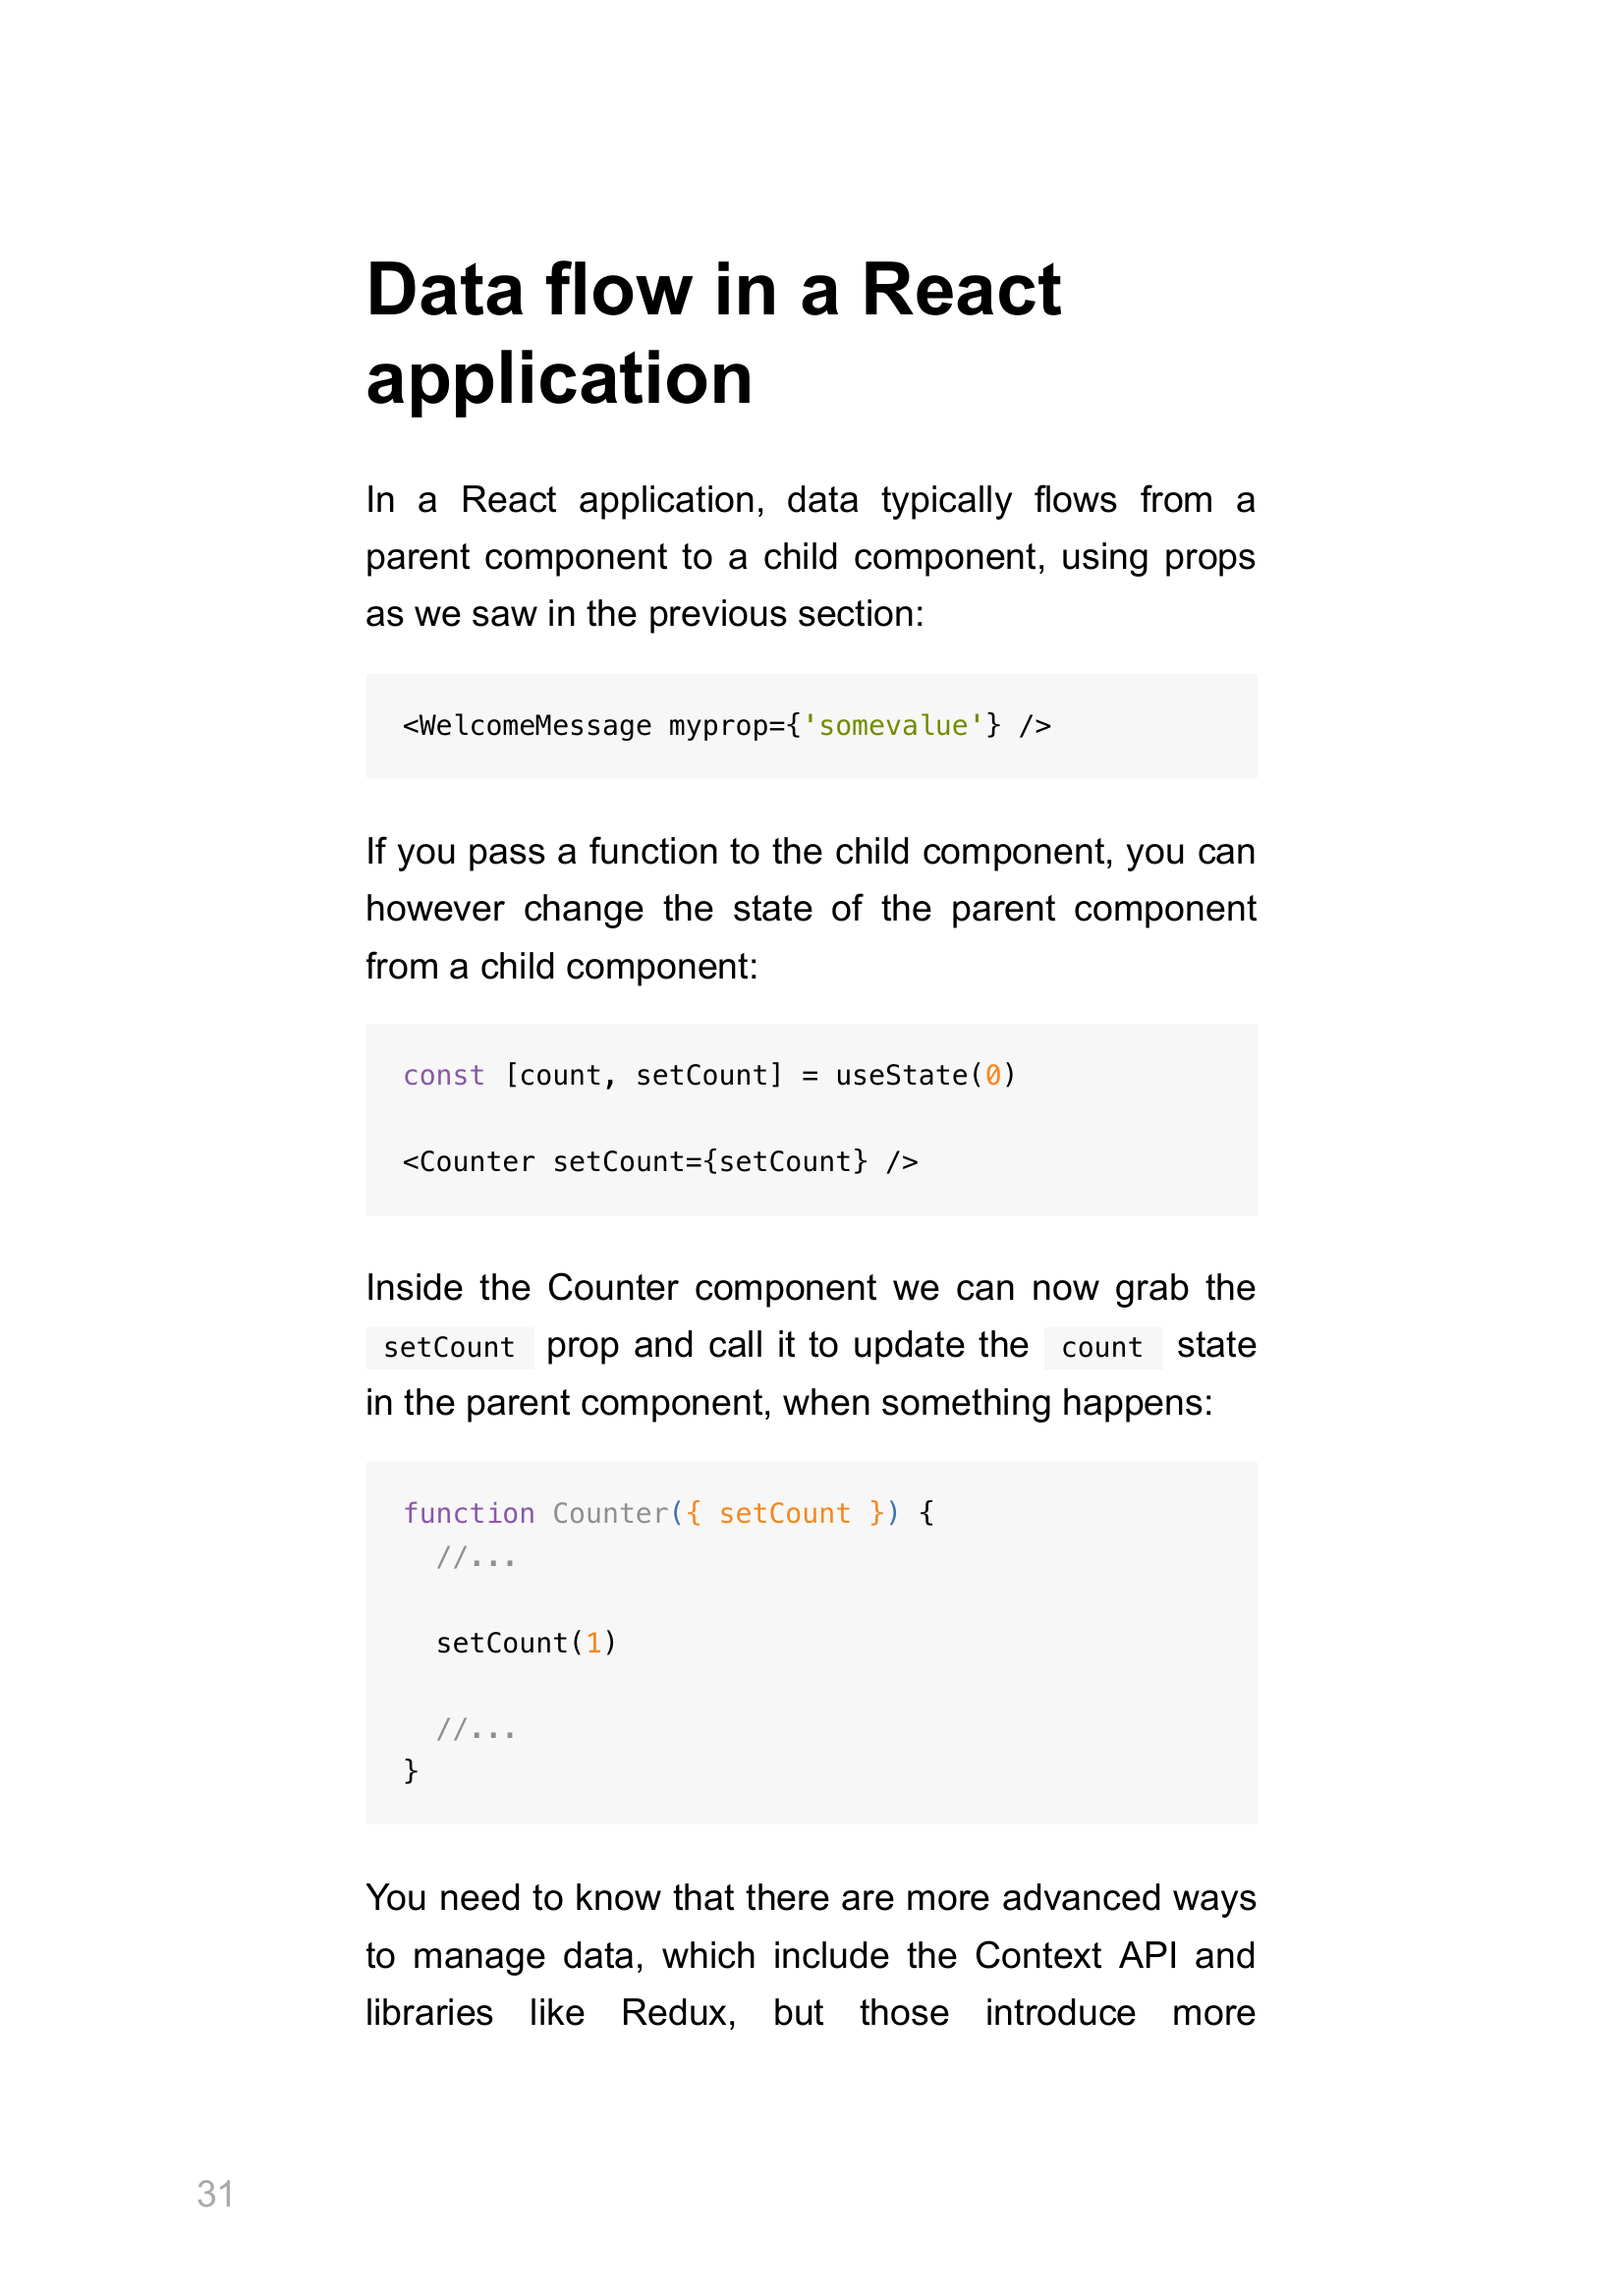 Data flow in a React
application
In a React application, data typically flows from a
parent component to a child component, using props
as we saw in the previous section:
<WelcomeMessage myprop={'somevalue'} />
If you pass a function to the child component, you can
however change the state of the parent component
from a child component:
const [count, setCount] = useState(0)
<Counter setCount={setCount} />
Inside the Counter component we can now grab the
setCount prop and call it to update the count state
in the parent component, when something happens:
function Counter({ setCount }) {
  //...
  setCount(1)
  //...
}
You need to know that there are more advanced ways
to manage data, which include the Context API and
libraries like Redux, but those introduce more
31